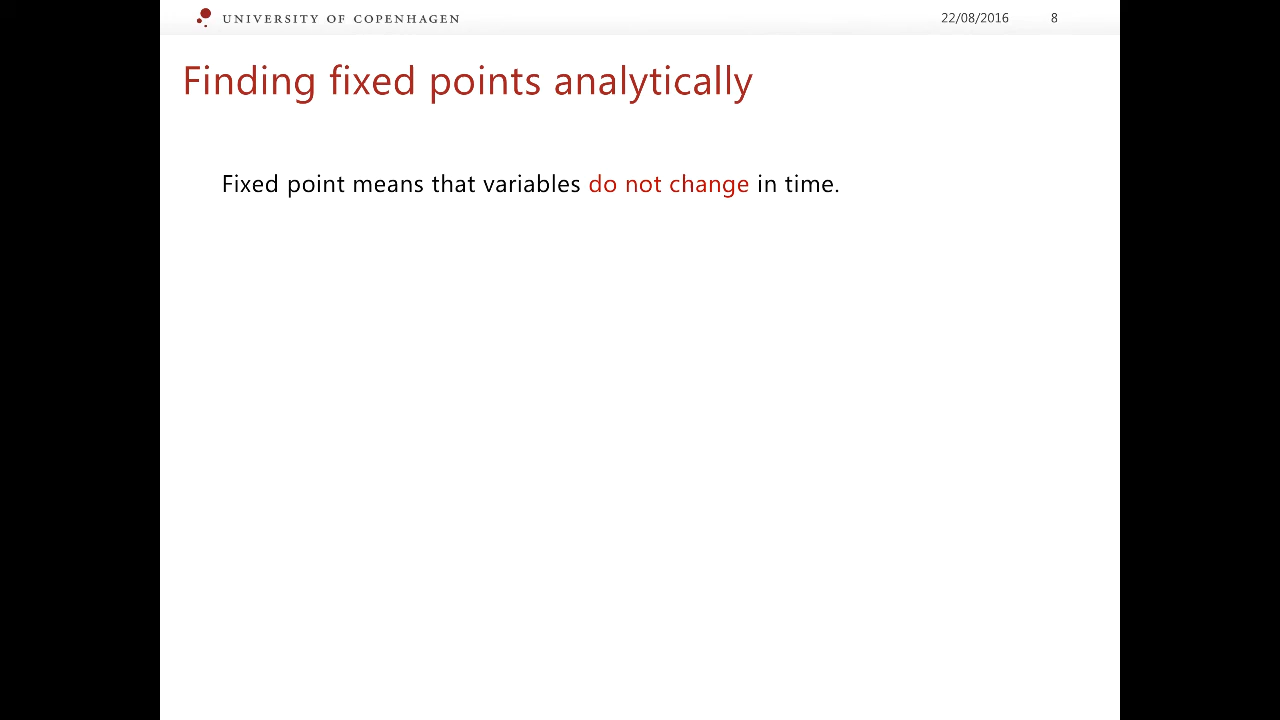 UNIVERSITY OF COPENHAGEN 22/08/2016 8
Finding fixed points analytically
Fixed point means that variables do not change in time.